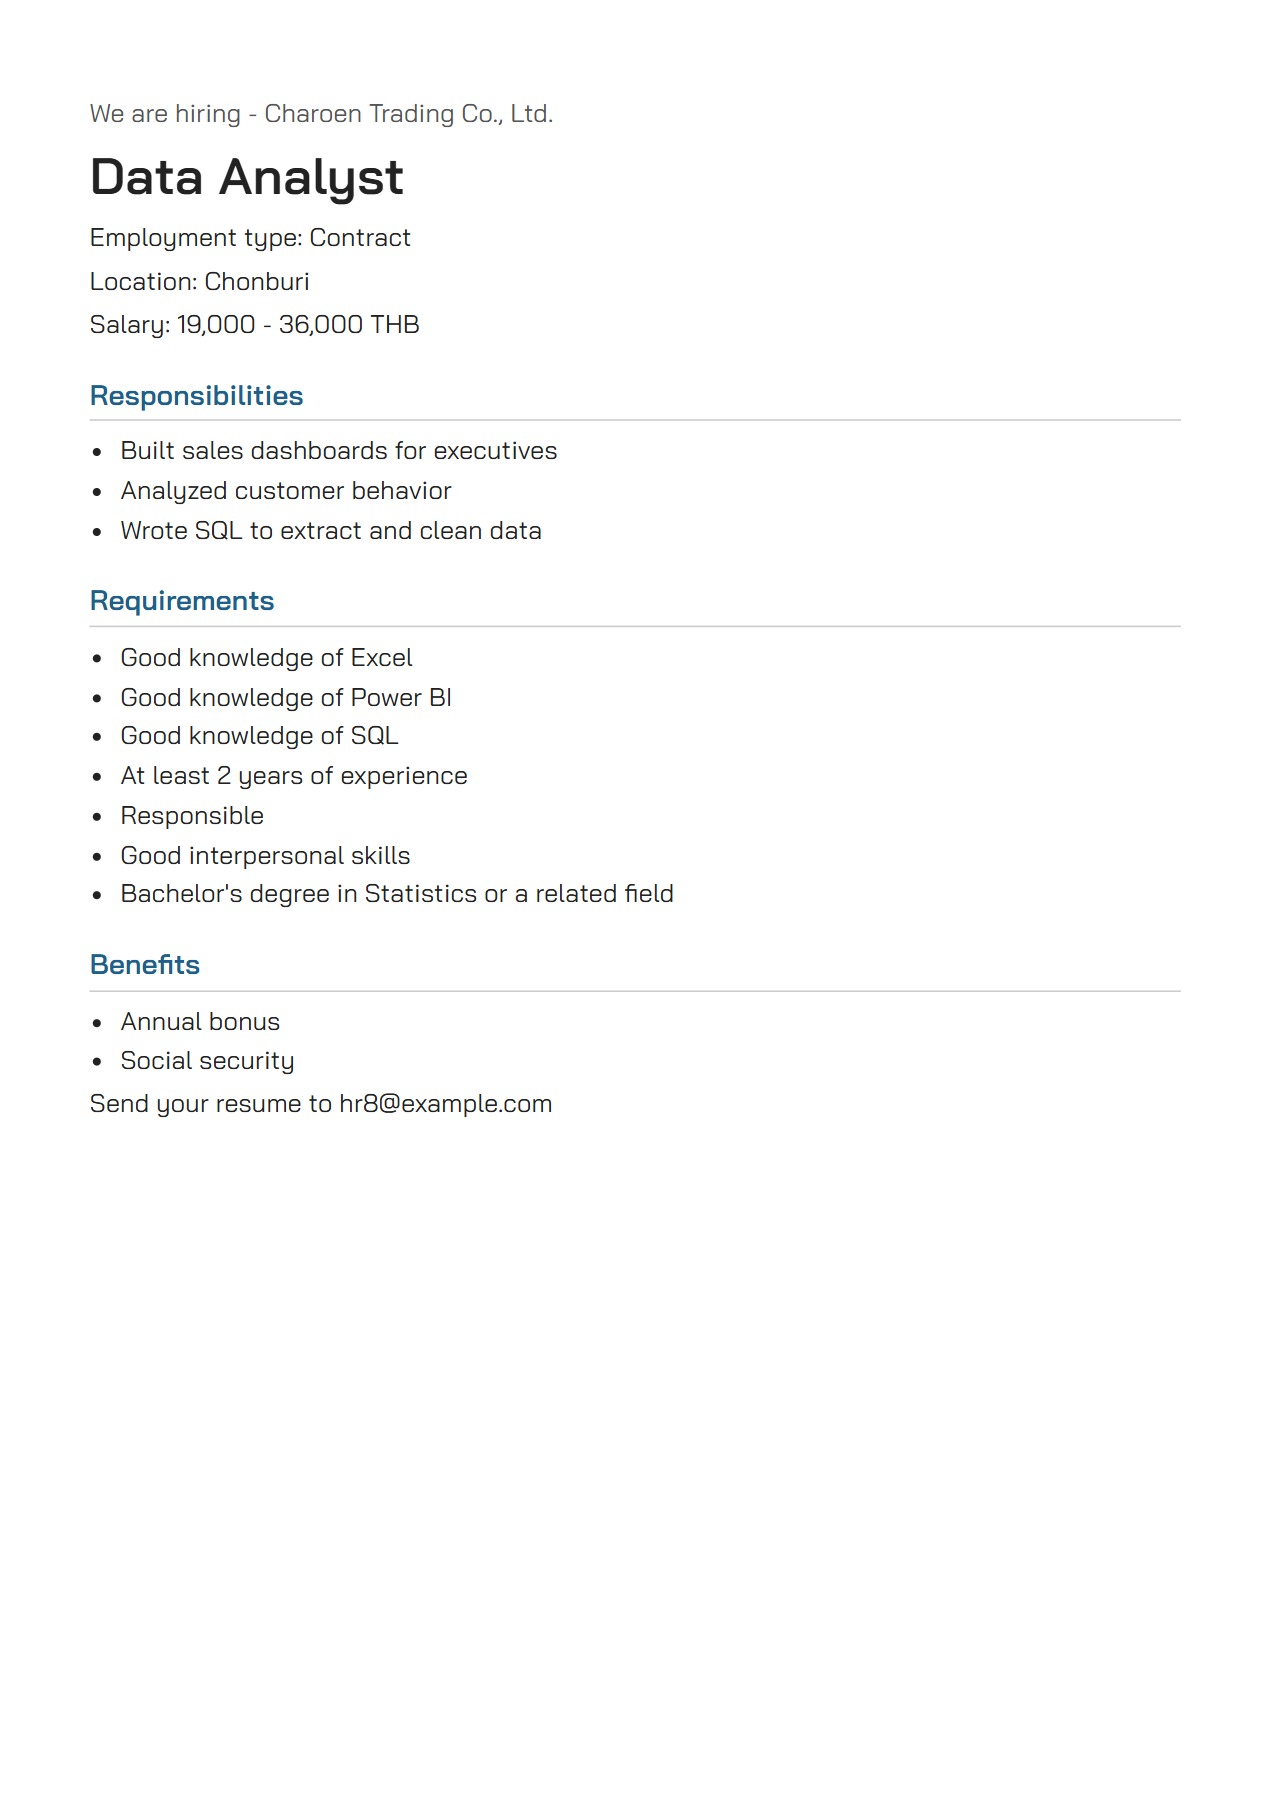 We are hiring - Charoen Trading Co., Ltd.
Data Analyst
Employment type: Contract
Location: Chonburi
Salary: 19,000 - 36,000 THB
Responsibilities
• Built sales dashboards for executives
• Analyzed customer behavior
• Wrote SQL to extract and clean data
Requirements
• Good knowledge of Excel
• Good knowledge of Power BI
• Good knowledge of SQL
• At least 2 years of experience
• Responsible
• Good interpersonal skills
• Bachelor's degree in Statistics or a related field
Benefits
• Annual bonus
• Social security
Send your resume to hr8@example.com